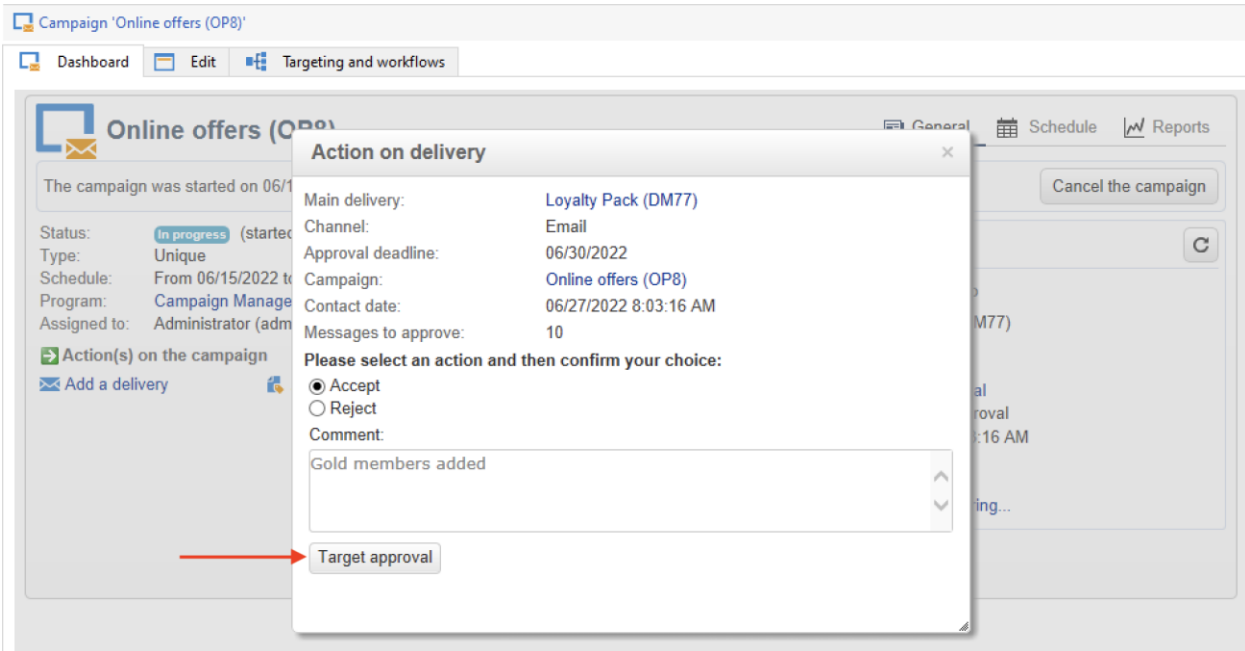 Campaign 'Online offers (OP8)'
Dashboard Edit Targeting and workflows
Online offers (OP8)
General Schedule Reports
Action on delivery
The campaign was started on 06/1
Cancel the campaign
Main delivery: Loyalty Pack (DM77)
Channel: Email
Approval deadline: 06/30/2022
Campaign: Online offers (OP8)
Contact date: 06/27/2022 8:03:16 AM
Messages to approve: 10
Please select an action and then confirm your choice:
Accept
Reject
Comment:
Gold members added
Target approval
Status: In progress (started
Type: Unique
Schedule: From 06/15/2022 to
Program: Campaign Manage
Assigned to: Administrator (adm
Action(s) on the campaign
Add a delivery
M77)
al
roval
:16 AM
ing...